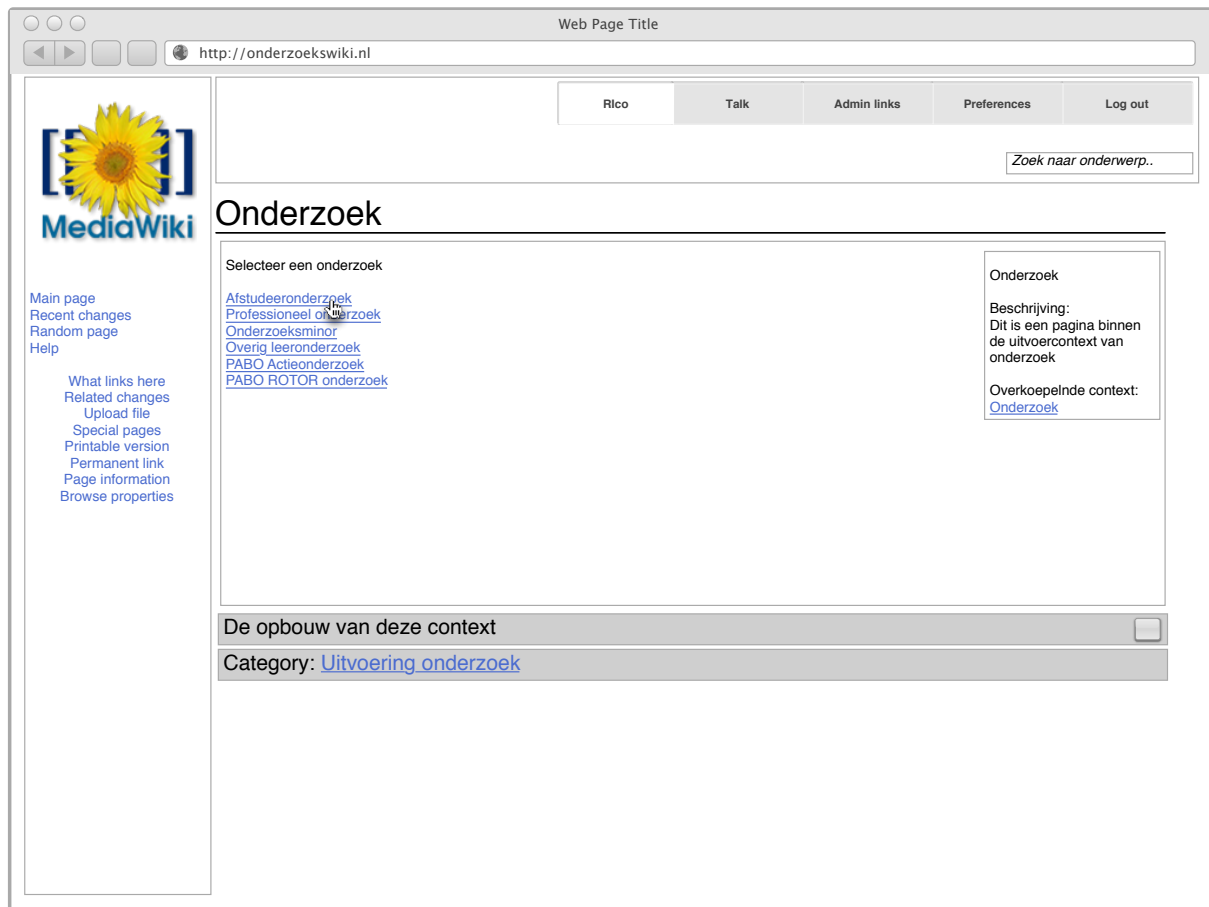 Web Page Title
http://onderzoekswiki.nl
RIco Talk Admin links Preferences Log out
Zoek naar onderwerp..
MediaWiki
Main page
Recent changes
Random page
Help
What links here
Related changes
Upload file
Special pages
Printable version
Permanent link
Page information
Browse properties
Onderzoek
Selecteer een onderzoek
Afstudeeronderzoek
Professioneel onderzoek
Onderzoeksminor
Overig leeronderzoek
PABO Actieonderzoek
PABO ROTOR onderzoek
Onderzoek
Beschrijving:
Dit is een pagina binnen
de uitvoercontext van
onderzoek
Overkoepelnde context:
Onderzoek
De opbouw van deze context
Category: Uitvoering onderzoek